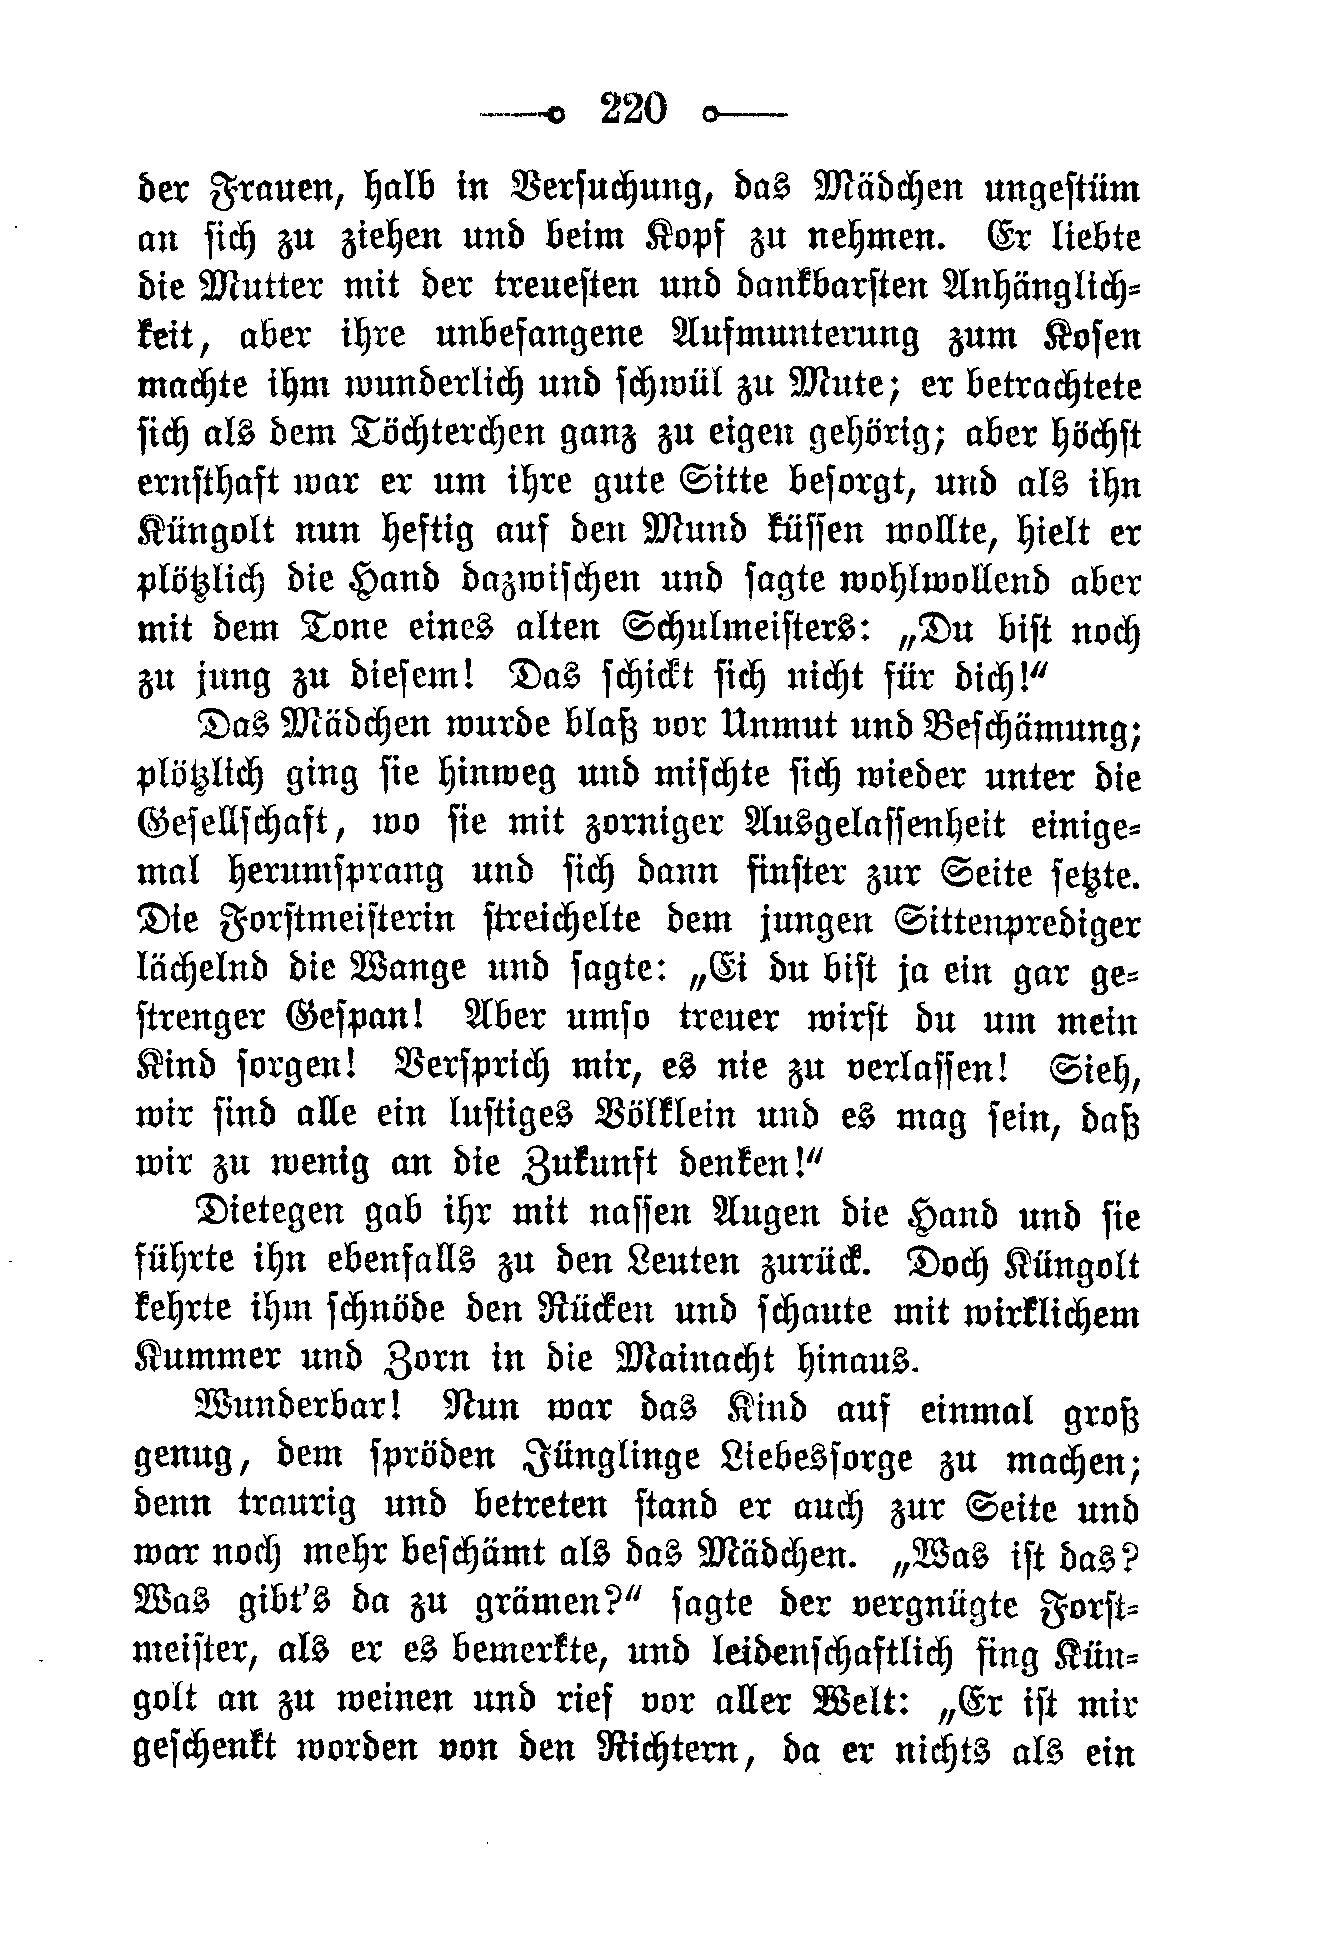 220
der Frauen, halb in Versuchung, das Mädchen ungestüm
an sich zu ziehen und beim Kopf zu nehmen. Er liebte
die Mutter mit der treuesten und dankbarsten Anhänglich-
keit, aber ihre unbefangene Aufmunterung zum Kosen
machte ihm wunderlich und schwül zu Mute; er betrachtete
sich als dem Töchterchen ganz zu eigen gehörig; aber höchst
ernsthaft war er um ihre gute Sitte besorgt, und als ihn
Küngolt nun heftig auf den Mund küssen wollte, hielt er
plötzlich die Hand dazwischen und sagte wohlwollend aber
mit dem Tone eines alten Schulmeisters: „Du bist noch
zu jung zu diesem! Das schickt sich nicht für dich!“
Das Mädchen wurde blaß vor Unmut und Beschämung;
plötzlich ging sie hinweg und mischte sich wieder unter die
Gesellschaft, wo sie mit zorniger Ausgelassenheit einige-
mal herumsprang und sich dann finster zur Seite setzte.
Die Forstmeisterin streichelte dem jungen Sittenprediger
lächelnd die Wange und sagte: „Ei du bist ja ein gar ge-
strenger Gespan! Aber umso treuer wirst du um mein
Kind sorgen! Versprich mir, es nie zu verlassen! Sieh,
wir sind alle ein lustiges Völklein und es mag sein, daß
wir zu wenig an die Zukunft denken!“
Dietegen gab ihr mit nassen Augen die Hand und sie
führte ihn ebenfalls zu den Leuten zurück. Doch Küngolt
kehrte ihm schnöde den Rücken und schaute mit wirklichem
Kummer und Zorn in die Mainacht hinaus.
Wunderbar! Nun war das Kind auf einmal groß
genug, dem spröden Jünglinge Liebessorge zu machen;
denn traurig und betreten stand er auch zur Seite und
war noch mehr beschämt als das Mädchen. „Was ist das?
Was gibt's da zu grämen?“ sagte der vergnügte Forst-
meister, als er es bemerkte, und leidenschaftlich fing Kün-
golt an zu weinen und rief vor aller Welt: „Er ist mir
geschenkt worden von den Richtern, da er nichts als ein